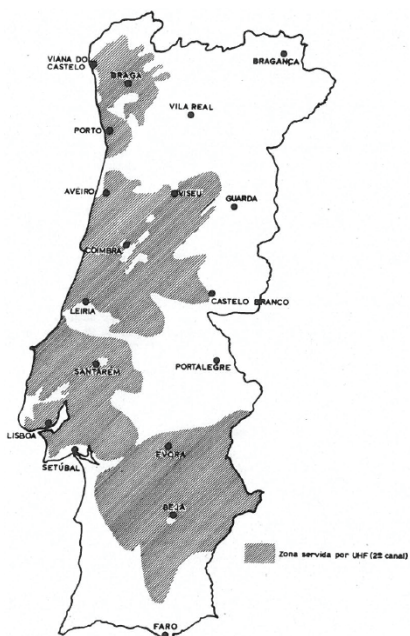 VIANA DO
CASTELO
BRAGA
BRAGANÇA
VILA REAL
PORTO
AVEIRO
VISEU
GUARDA
COIMBRA
CASTELO BRANCO
LEIRIA
SANTARÉM
PORTALEGRE
LISBOA
SETÚBAL
ÉVORA
BEJA
Zona servida por UHF (2º canal)
FARO